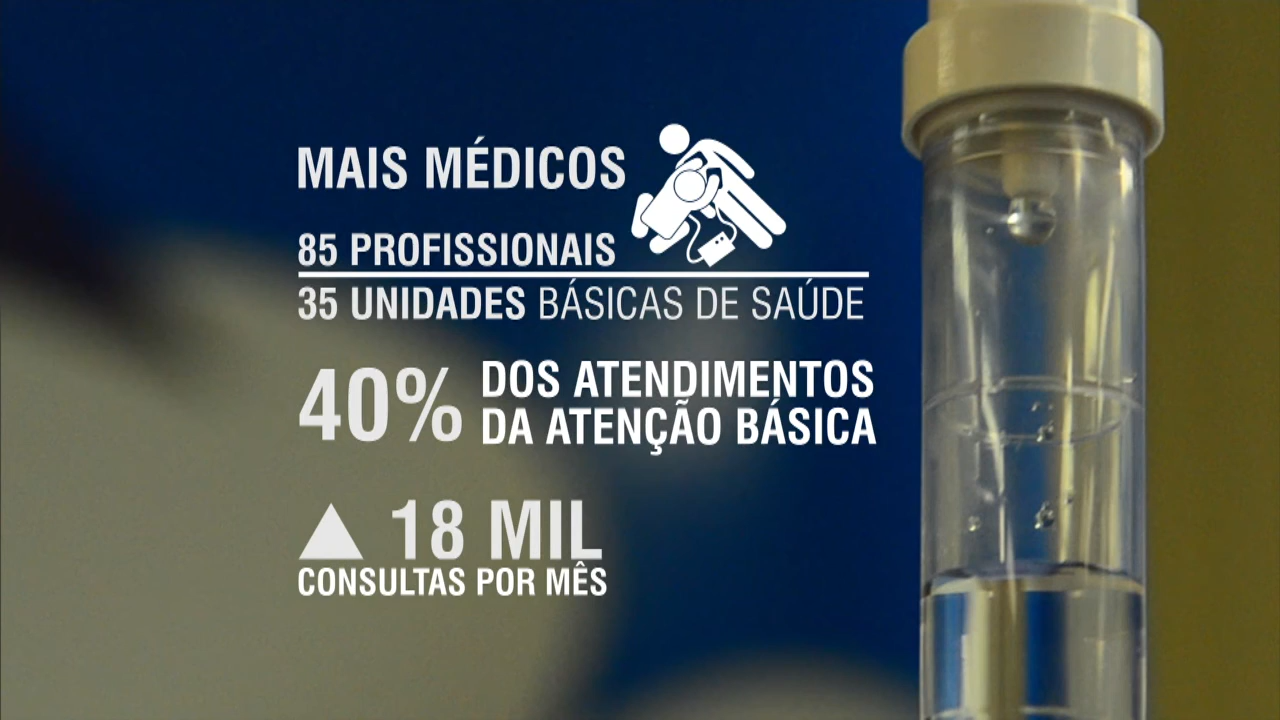 MAIS MÉDICOS
85 PROFISSIONAIS
35 UNIDADES BÁSICAS DE SAÚDE
40% DOS ATENDIMENTOS
DA ATENÇÃO BÁSICA
▲ 18 MIL
CONSULTAS POR MÊS